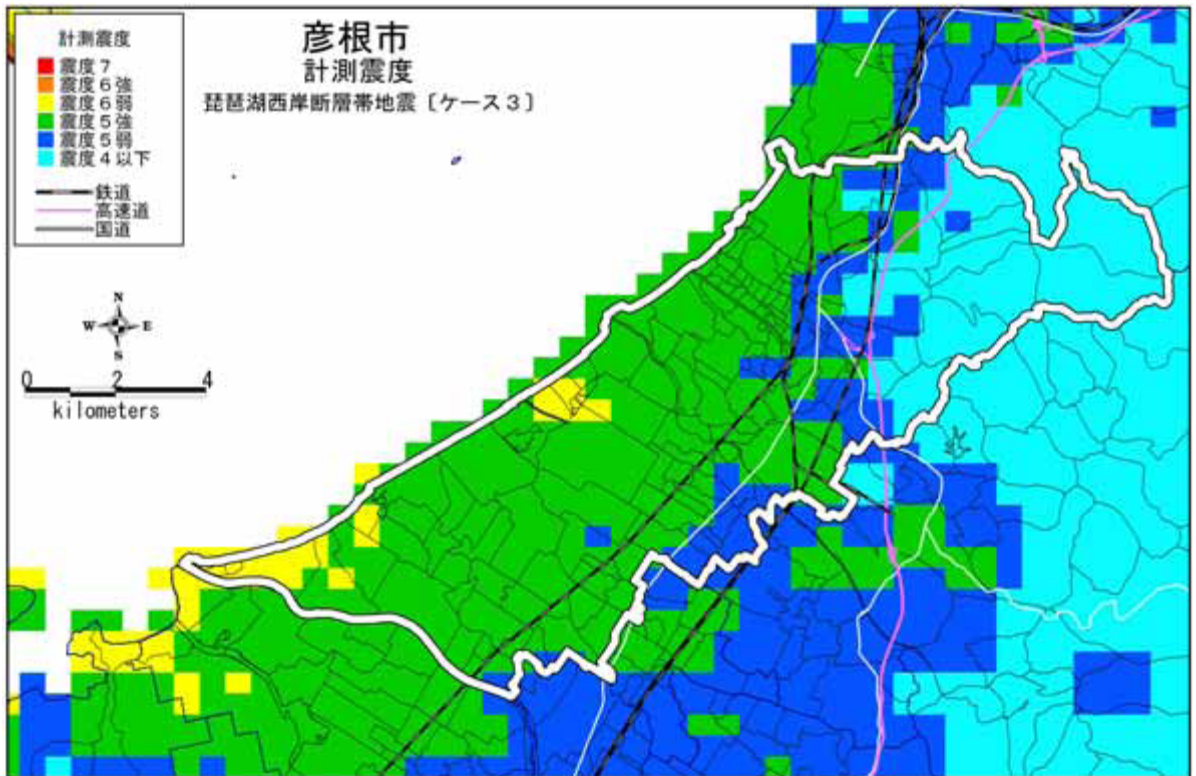 計測震度
震度7
震度6強
震度6弱
震度5強
震度5弱
震度4以下
鉄道
高速道
国道
彦根市
計測震度
琵琶湖西岸断層帯地震〔ケース3〕
N
W E
S
0 2 4
kilometers